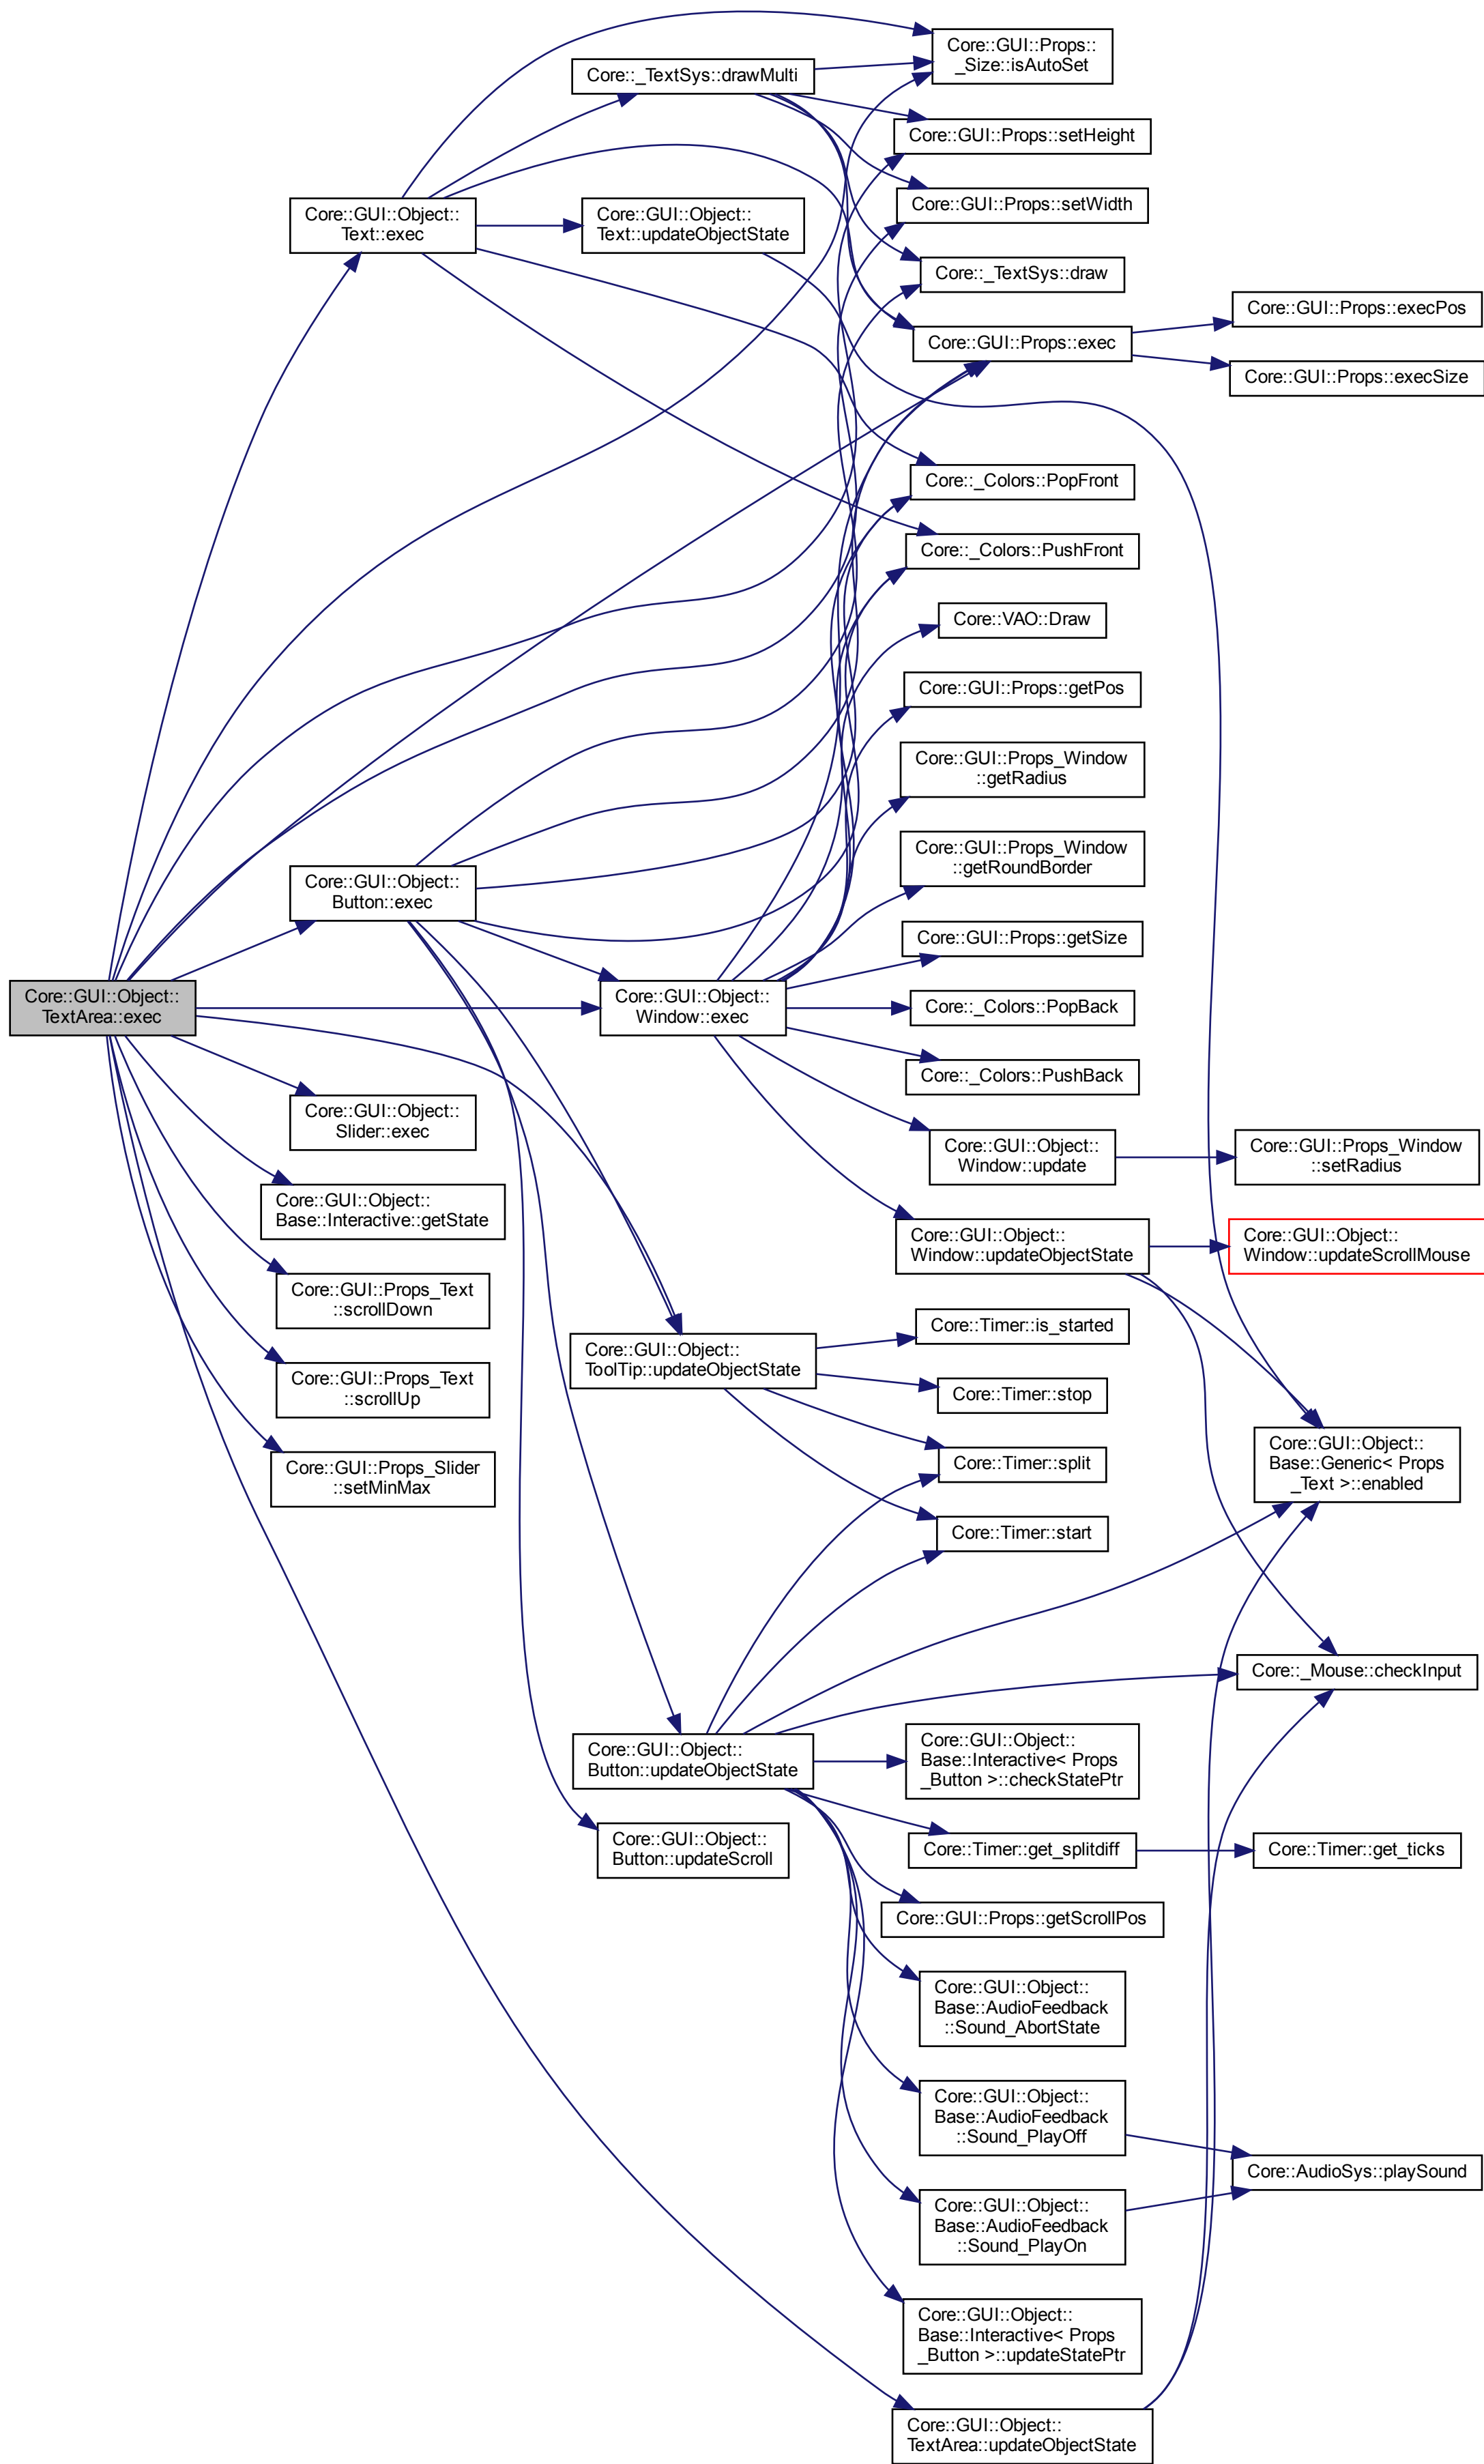 Core::GUI::Object::
TextArea::exec
Core::GUI::Object::
Text::exec
Core::GUI::Object::
Button::exec
Core::GUI::Object::
Slider::exec
Core::GUI::Object::
Base::Interactive::getState
Core::GUI::Props_Text
::scrollDown
Core::GUI::Props_Text
::scrollUp
Core::GUI::Props_Slider
::setMinMax
Core::_TextSys::drawMulti
Core::GUI::Object::
Text::updateObjectState
Core::GUI::Object::
Window::exec
Core::GUI::Object::
ToolTip::updateObjectState
Core::GUI::Object::
Button::updateObjectState
Core::GUI::Object::
Button::updateScroll
Core::GUI::Props::
_Size::isAutoSet
Core::GUI::Props::setHeight
Core::GUI::Props::setWidth
Core::_TextSys::draw
Core::GUI::Props::exec
Core::_Colors::PopFront
Core::_Colors::PushFront
Core::VAO::Draw
Core::GUI::Props::getPos
Core::GUI::Props_Window
::getRadius
Core::GUI::Props_Window
::getRoundBorder
Core::GUI::Props::getSize
Core::_Colors::PopBack
Core::_Colors::PushBack
Core::GUI::Object::
Window::update
Core::GUI::Object::
Window::updateObjectState
Core::Timer::is_started
Core::Timer::stop
Core::Timer::split
Core::Timer::start
Core::GUI::Object::
Base::Interactive< Props
_Button >::checkStatePtr
Core::Timer::get_splitdiff
Core::GUI::Props::getScrollPos
Core::GUI::Object::
Base::AudioFeedback
::Sound_AbortState
Core::GUI::Object::
Base::AudioFeedback
::Sound_PlayOff
Core::GUI::Object::
Base::AudioFeedback
::Sound_PlayOn
Core::GUI::Object::
Base::Interactive< Props
_Button >::updateStatePtr
Core::GUI::Object::
TextArea::updateObjectState
Core::GUI::Props::execPos
Core::GUI::Props::execSize
Core::GUI::Props_Window
::setRadius
Core::GUI::Object::
Window::updateScrollMouse
Core::GUI::Object::
Base::Generic< Props
_Text >::enabled
Core::_Mouse::checkInput
Core::Timer::get_ticks
Core::AudioSys::playSound